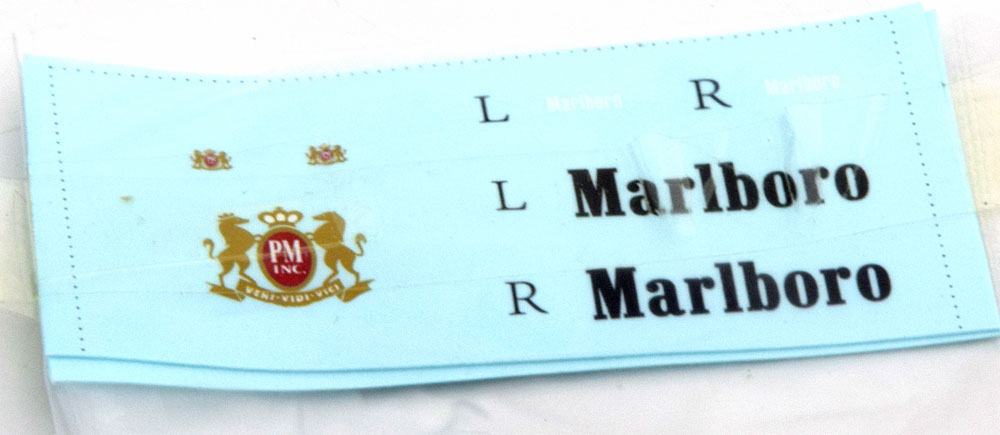 L Marlboro R Marlboro
L Marlboro
PM
INC.
VENI·VIDI·VICI
R Marlboro